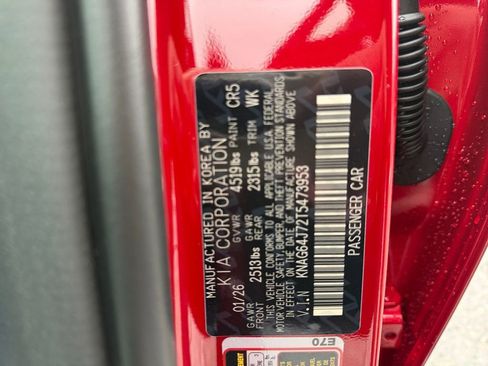 MANUFACTURED IN KOREA BY
KIA CORPORATION
01/26 GVWR 4519lbs PAINT CR5
GAWR FRONT 2513lbs GAWR REAR 2315lbs TRIM WK
THIS VEHICLE CONFORMS TO ALL APPLICABLE U.S.A. FEDERAL
MOTOR VEHICLE SAFETY, BUMPER AND THEFT PREVENTION STANDARDS
IN EFFECT ON THE DATE OF MANUFACTURE SHOWN ABOVE
V.I.N KNAG64J72T5473953
PASSENGER CAR
E70